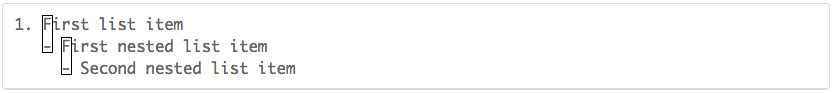 1. First list item
   - First nested list item
     - Second nested list item